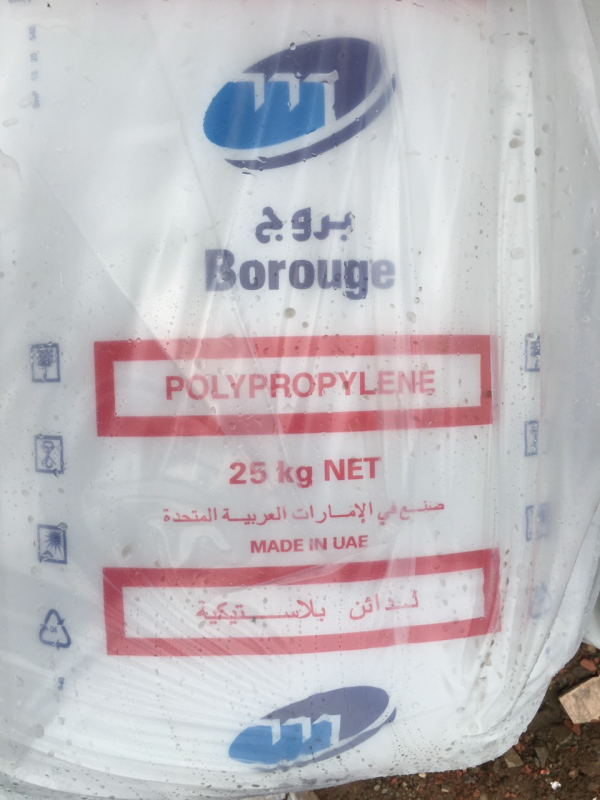 بروج
Borouge
POLYPROPYLENE
25 kg NET
صنع في الإمارات العربية المتحدة
MADE IN UAE
لدائن بلاستيكية